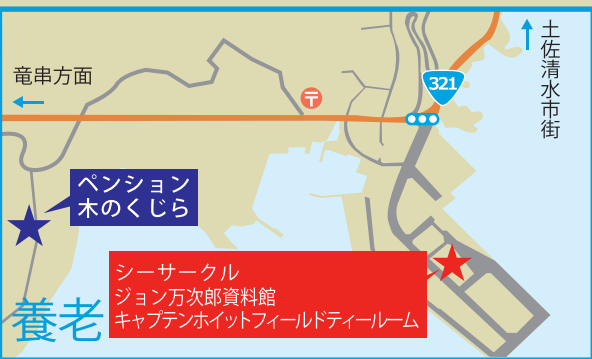 竜串方面
321
土佐清水市街
ペンション
木のくじら
シーサークル
ジョン万次郎資料館
キャプテンホイットフィールドティールーム
養老